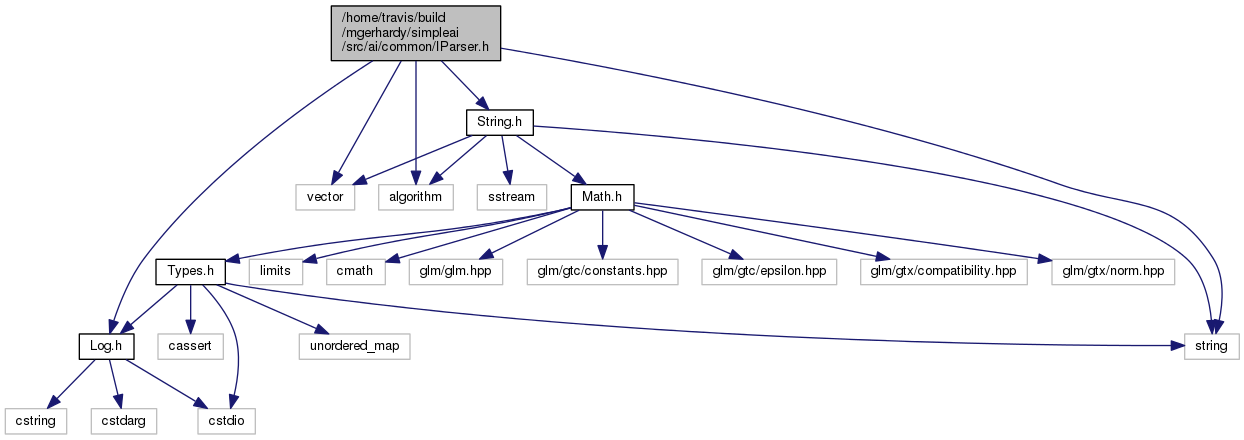 /home/travis/build
/mgerhardy/simpleai
/src/ai/common/IParser.h
String.h
vector
algorithm
sstream
Math.h
Types.h
limits
cmath
glm/glm.hpp
glm/gtc/constants.hpp
glm/gtc/epsilon.hpp
glm/gtx/compatibility.hpp
glm/gtx/norm.hpp
Log.h
cassert
unordered_map
string
cstring
cstdarg
cstdio